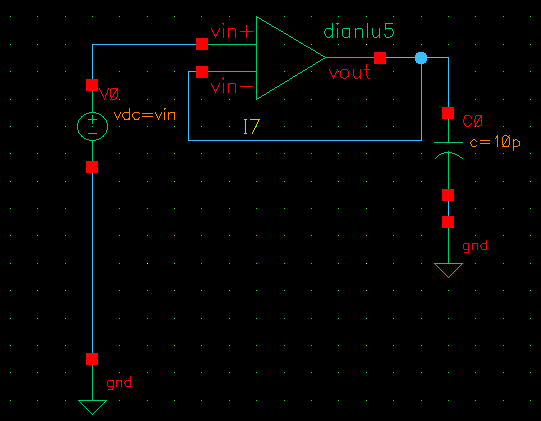 vin+
dianlu5
vout
vin−
V0
vdc=vin
I7
C0
c=10p
gnd
gnd